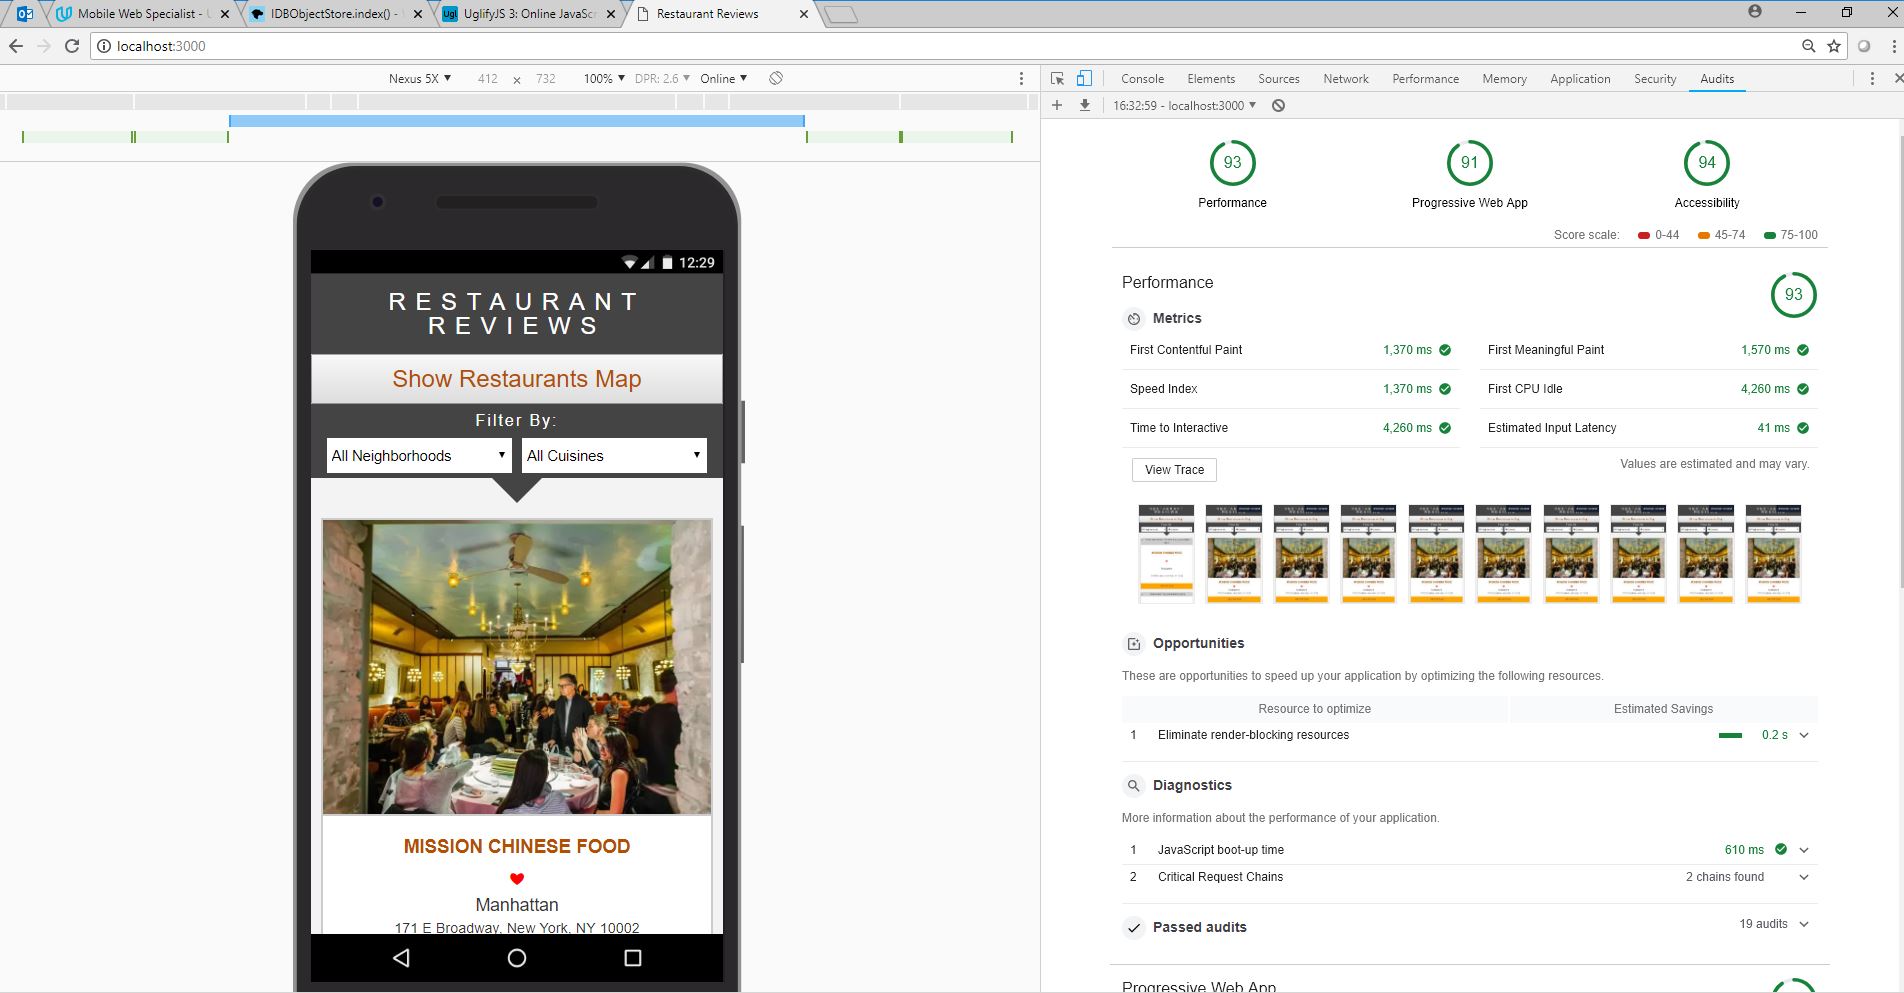 Mobile Web Specialist - U
IDBObjectStore.index() -
UglifyJS 3: Online JavaScr
Restaurant Reviews
localhost:3000
Nexus 5X ▼ 412 × 732 100% ▼ DPR: 2.6 ▼ Online ▼
Console Elements Sources Network Performance Memory Application Security Audits
16:32:59 - localhost:3000 ▼
12:29
RESTAURANT
REVIEWS
Show Restaurants Map
Filter By:
All Neighborhoods
All Cuisines
MISSION CHINESE FOOD
Manhattan
171 E Broadway, New York, NY 10002
93 91 94
Performance Progressive Web App Accessibility
Score scale: 0-44 45-74 75-100
Performance
93
Metrics
First Contentful Paint 1,370 ms
First Meaningful Paint 1,570 ms
Speed Index 1,370 ms
First CPU Idle 4,260 ms
Time to Interactive 4,260 ms
Estimated Input Latency 41 ms
View Trace
Values are estimated and may vary.
Opportunities
These are opportunities to speed up your application by optimizing the following resources.
Resource to optimize Estimated Savings
1 Eliminate render-blocking resources 0.2 s
Diagnostics
More information about the performance of your application.
1 JavaScript boot-up time 610 ms
2 Critical Request Chains 2 chains found
Passed audits 19 audits
Progressive Web App